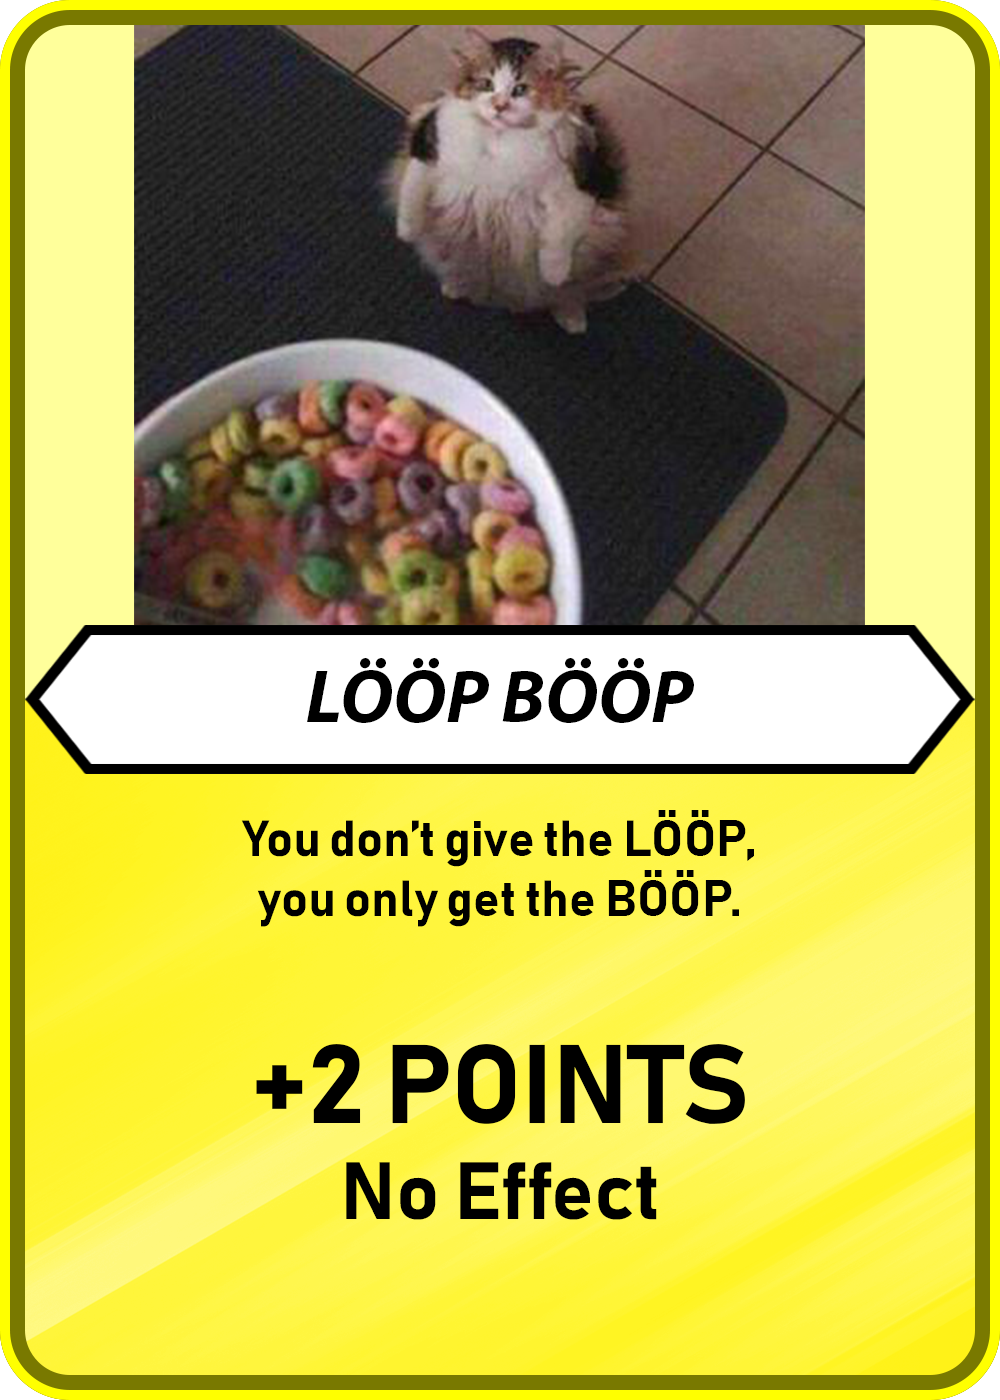 LÖÖP BÖÖP
You don't give the LÖÖP,
you only get the BÖÖP.
+2 POINTS
No Effect